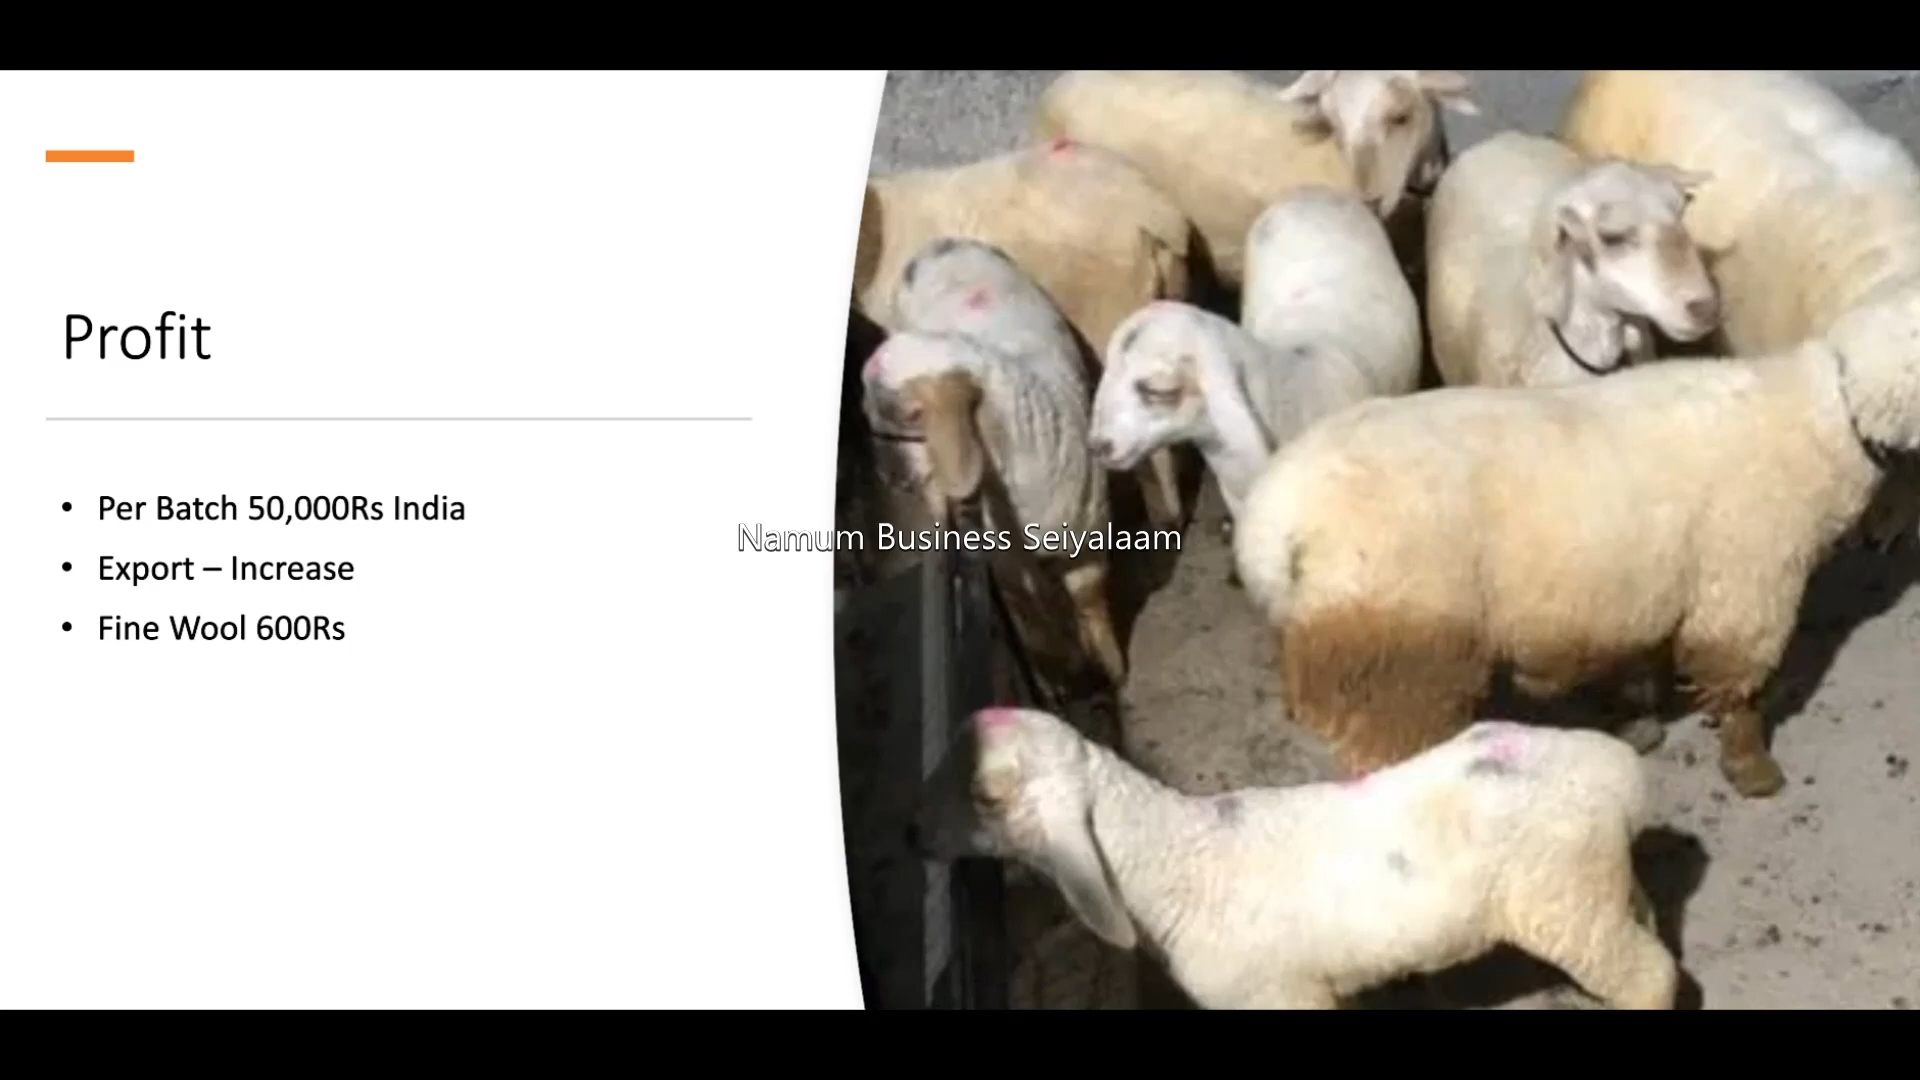 Profit
Per Batch 50,000Rs India
Export – Increase
Fine Wool 600Rs
Namum Business Seiyalaam